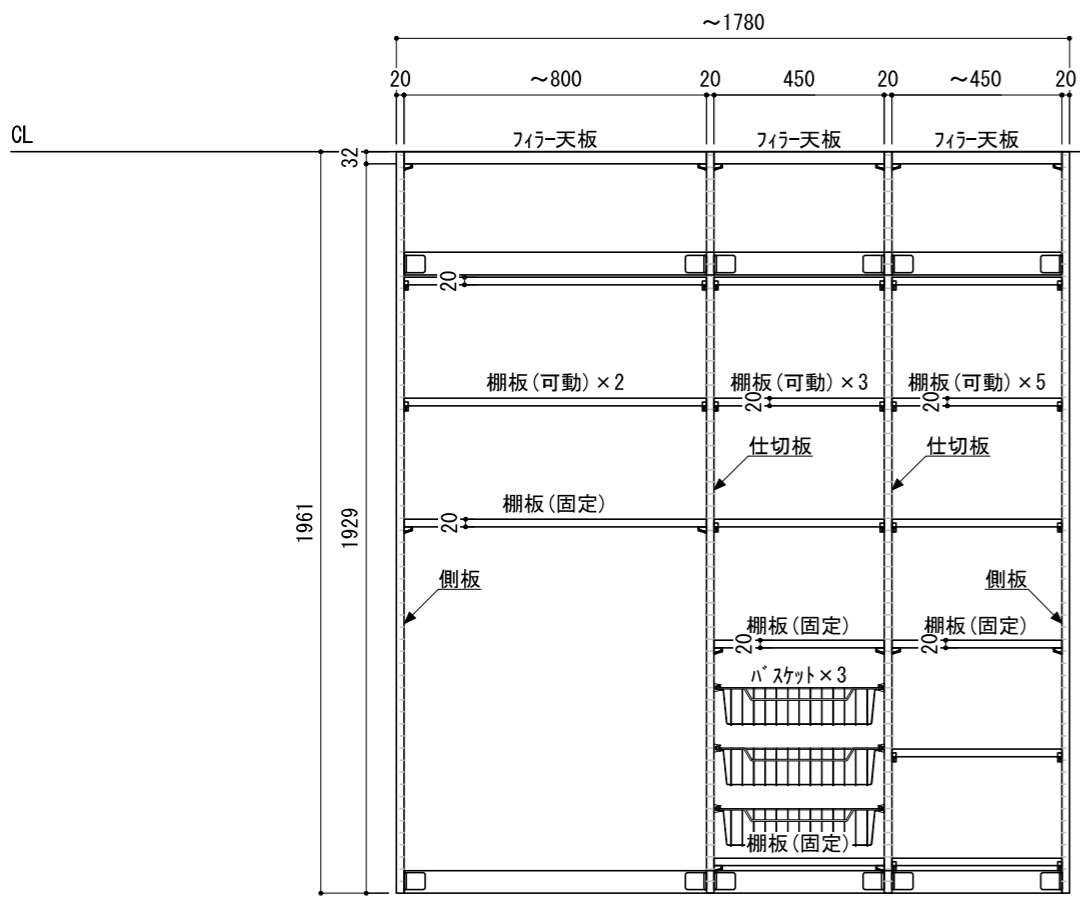 ～1780
20 ～800 20 450 20 ～450 20
CL
フィラー天板 フィラー天板 フィラー天板
32
20
棚板(可動)×2 棚板(可動)×3 棚板(可動)×5
20 20
仕切板 仕切板
棚板(固定)
20
1961
1929
側板 側板
棚板(固定) 棚板(固定)
20 20
バスケット×3
棚板(固定)